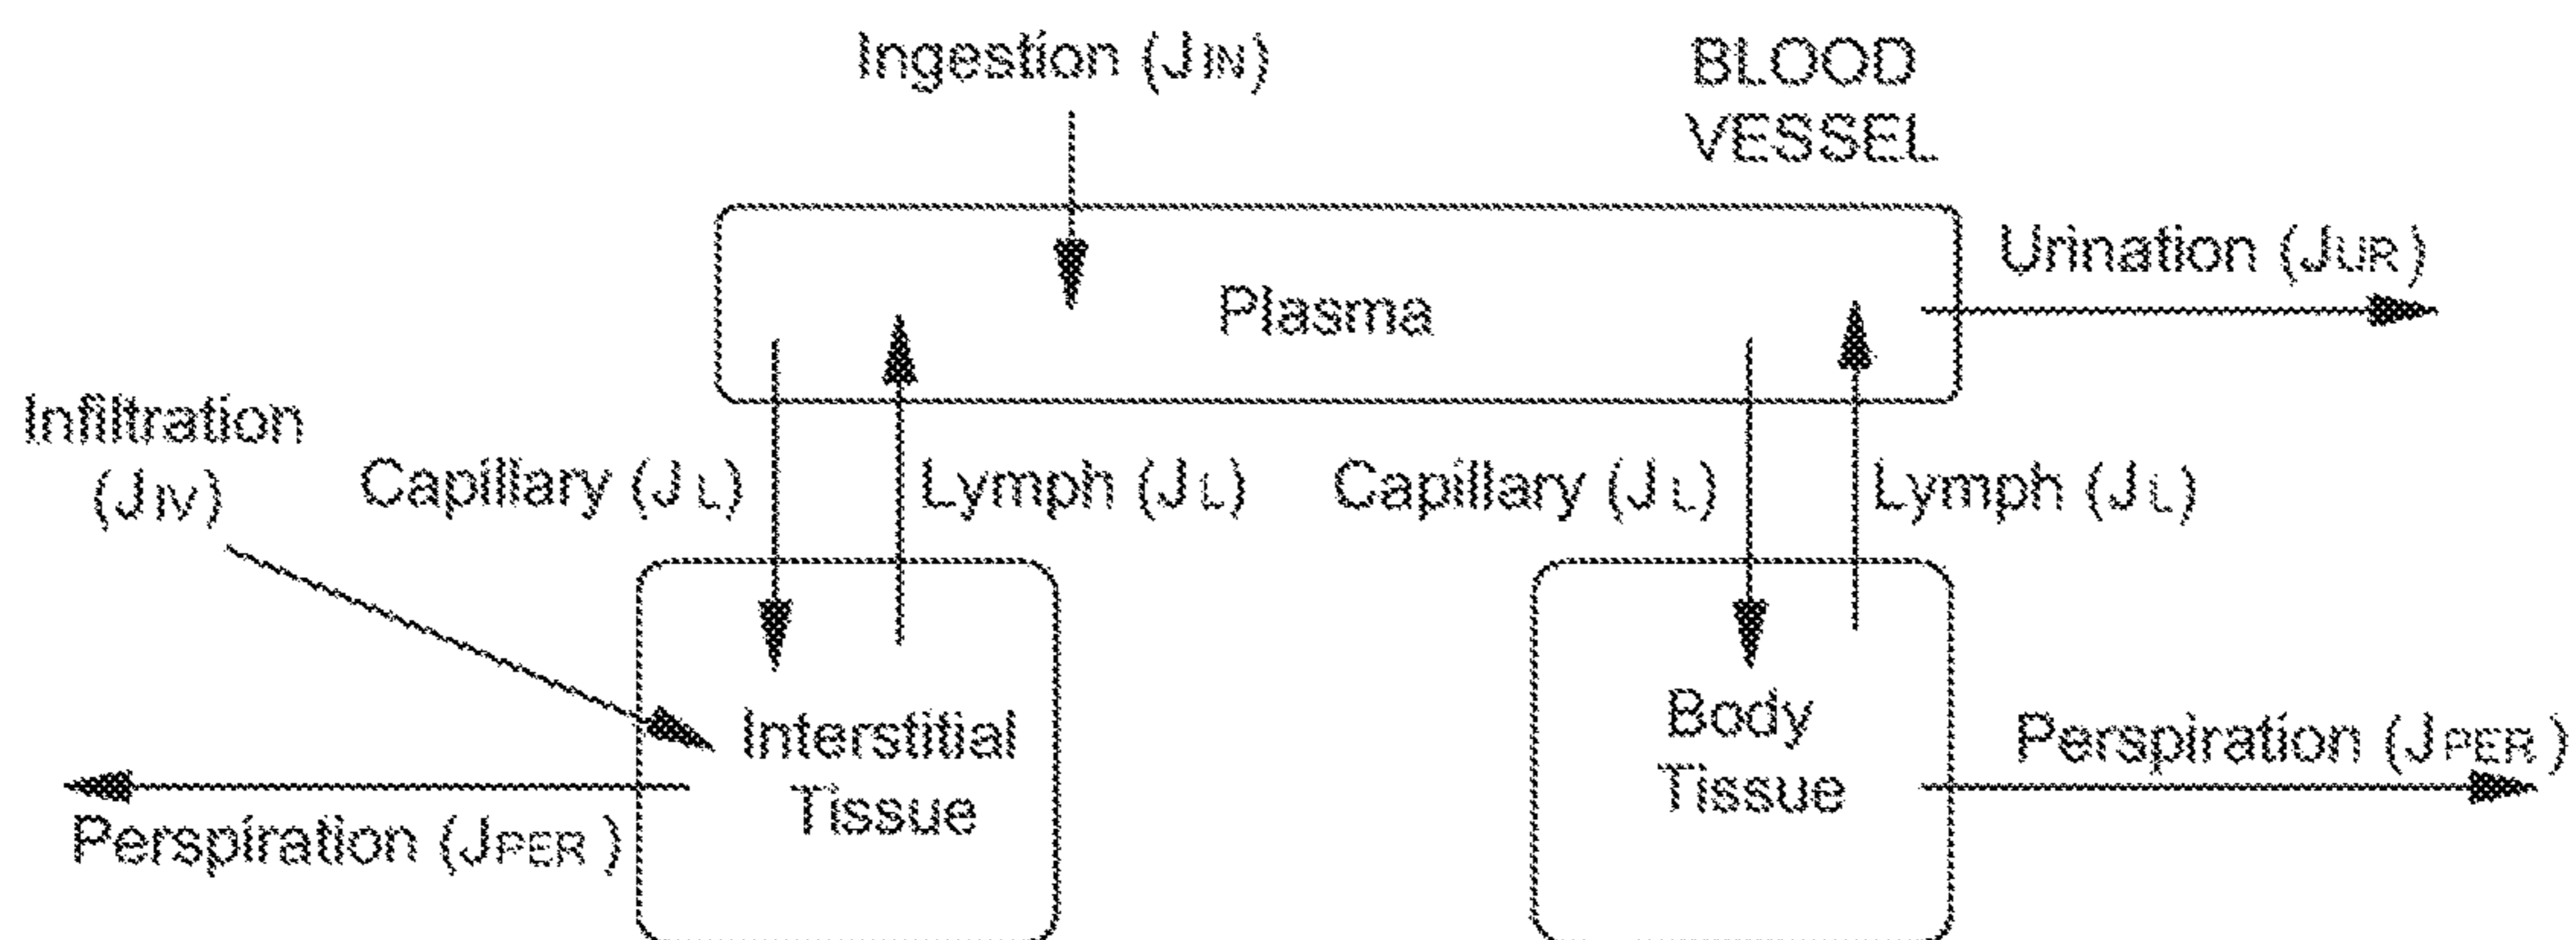 Ingestion (JIN)
BLOOD
VESSEL
Urination (JUR)
Plasma
Infiltration
(JIV)
Capillary (JL)
Lymph (JL)
Capillary (JL)
Lymph (JL)
Interstitial
Tissue
Body
Tissue
Perspiration (JPER)
Perspiration (JPER)